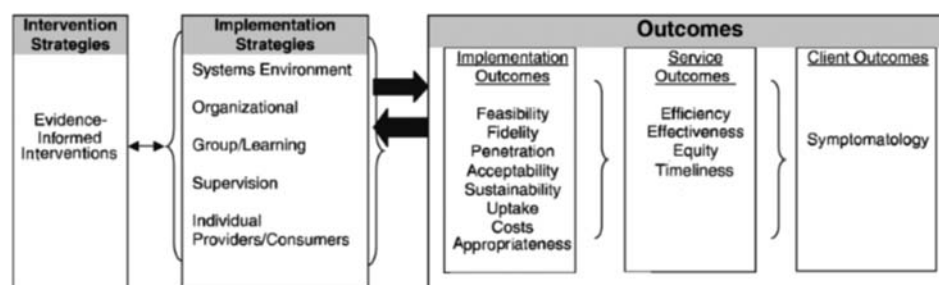 Intervention
Strategies
Evidence-
Informed
Interventions
Implementation
Strategies
Systems Environment
Organizational
Group/Learning
Supervision
Individual
Providers/Consumers
Outcomes
Implementation
Outcomes
Feasibility
Fidelity
Penetration
Acceptability
Sustainability
Uptake
Costs
Appropriateness
Service
Outcomes
Efficiency
Effectiveness
Equity
Timeliness
Client Outcomes
Symptomatology